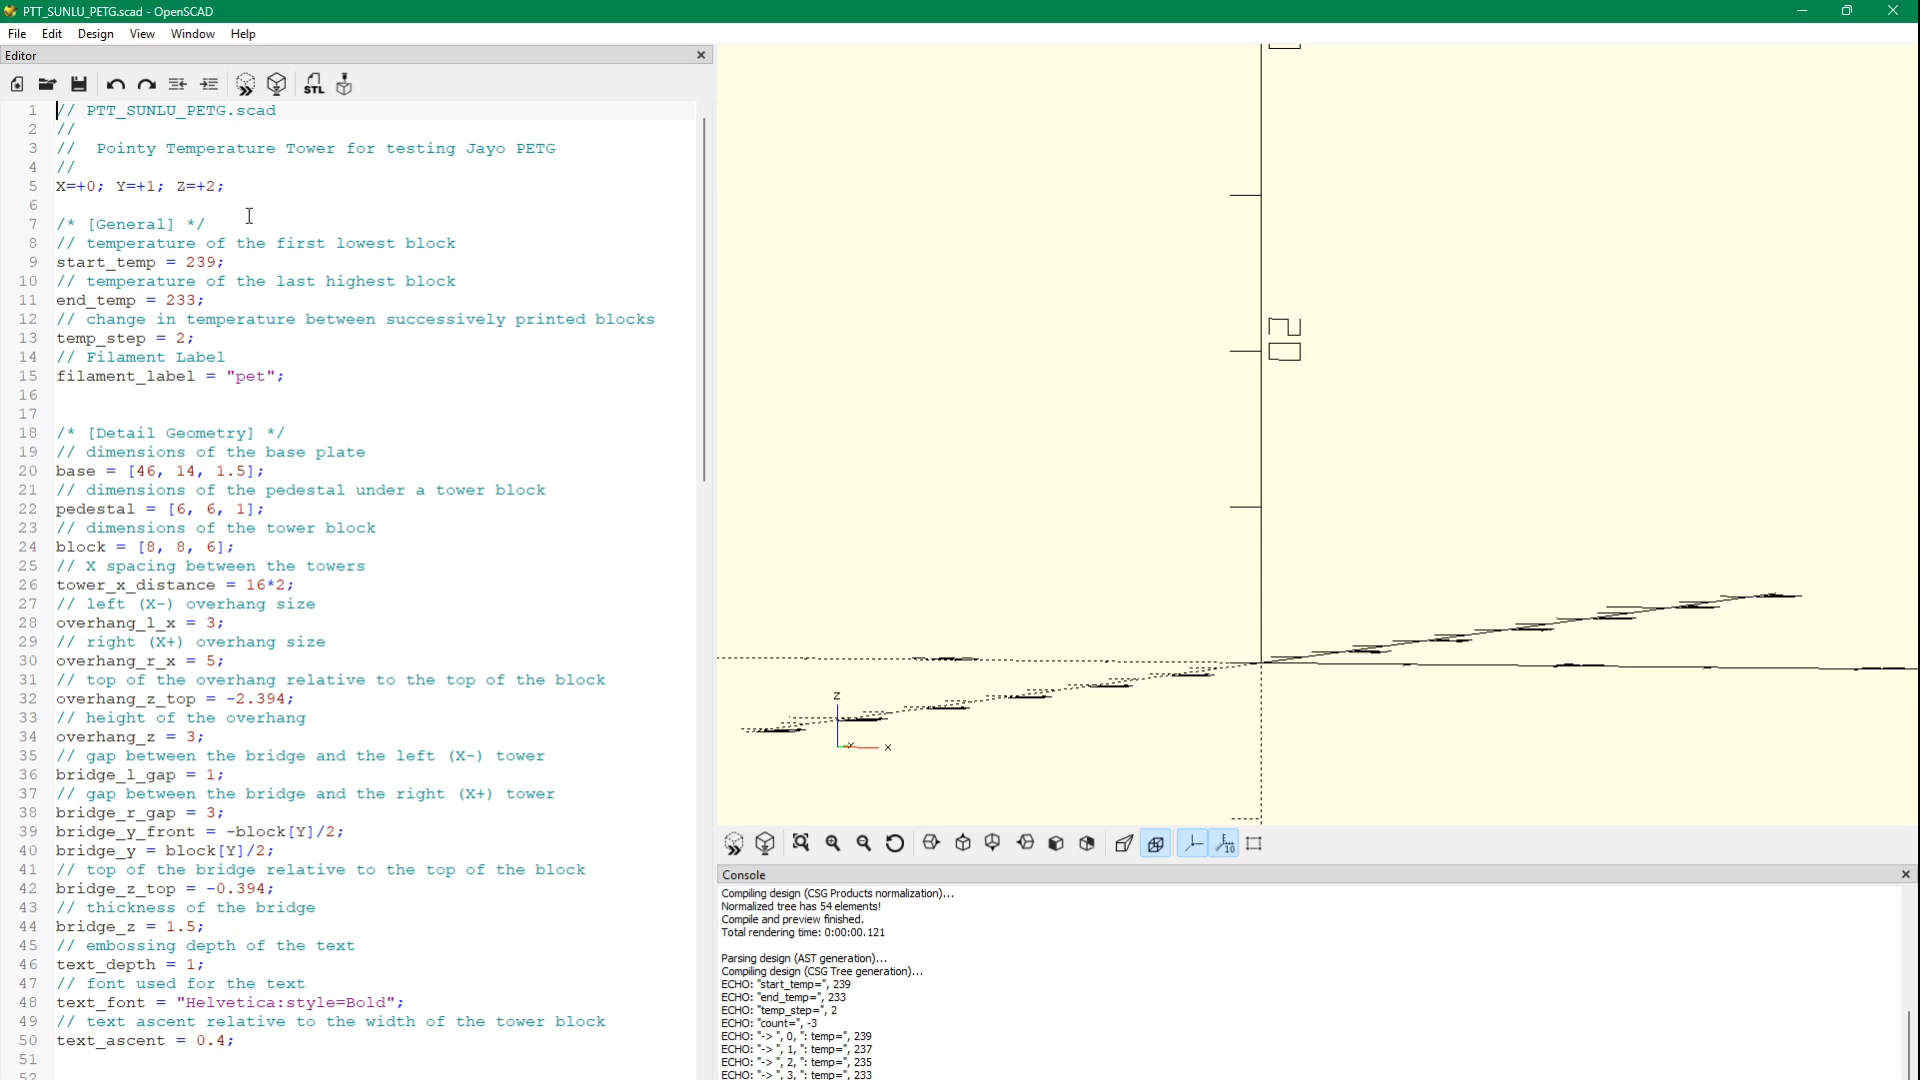 PTT_SUNLU_PETG.scad - OpenSCAD
File Edit Design View Window Help
Editor
STL
1 // PTT_SUNLU_PETG.scad
2 //
3 //  Pointy Temperature Tower for testing Jayo PETG
4 //
5 X=+0; Y=+1; Z=+2;
6
7 /* [General] */
8 // temperature of the first lowest block
9 start_temp = 239;
10 // temperature of the last highest block
11 end_temp = 233;
12 // change in temperature between successively printed blocks
13 temp_step = 2;
14 // Filament Label
15 filament_label = "pet";
16
17
18 /* [Detail Geometry] */
19 // dimensions of the base plate
20 base = [46, 14, 1.5];
21 // dimensions of the pedestal under a tower block
22 pedestal = [6, 6, 1];
23 // dimensions of the tower block
24 block = [8, 8, 6];
25 // X spacing between the towers
26 tower_x_distance = 16*2;
27 // left (X-) overhang size
28 overhang_l_x = 3;
29 // right (X+) overhang size
30 overhang_r_x = 5;
31 // top of the overhang relative to the top of the block
32 overhang_z_top = -2.394;
33 // height of the overhang
34 overhang_z = 3;
35 // gap between the bridge and the left (X-) tower
36 bridge_l_gap = 1;
37 // gap between the bridge and the right (X+) tower
38 bridge_r_gap = 3;
39 bridge_y_front = -block[Y]/2;
40 bridge_y = block[Y]/2;
41 // top of the bridge relative to the top of the block
42 bridge_z_top = -0.394;
43 // thickness of the bridge
44 bridge_z = 1.5;
45 // embossing depth of the text
46 text_depth = 1;
47 // font used for the text
48 text_font = "Helvetica:style=Bold";
49 // text ascent relative to the width of the tower block
50 text_ascent = 0.4;
51
52
Z
Y
X
10
Console
Compiling design (CSG Products normalization)...
Normalized tree has 54 elements!
Compile and preview finished.
Total rendering time: 0:00:00.121
Parsing design (AST generation)...
Compiling design (CSG Tree generation)...
ECHO: "start_temp=", 239
ECHO: "end_temp=", 233
ECHO: "temp_step=", 2
ECHO: "count=", -3
ECHO: "-> ", 0, ": temp=", 239
ECHO: "-> ", 1, ": temp=", 237
ECHO: "-> ", 2, ": temp=", 235
ECHO: "-> ", 3, ": temp=", 233